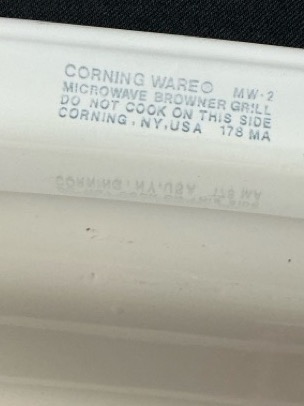 CORNING WARE® MW-2
MICROWAVE BROWNER GRILL
DO NOT COOK ON THIS SIDE
CORNING, NY, USA 178 MA